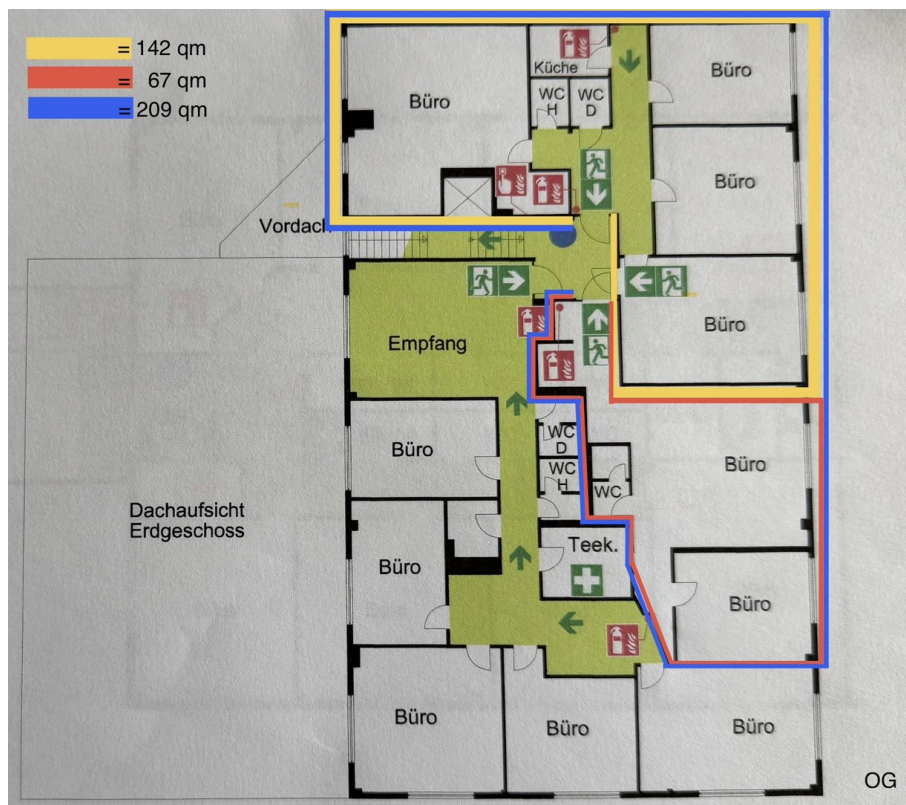 = 142 qm
= 67 qm
= 209 qm
Büro
Küche
WC
H
WC
D
Büro
Büro
Vordach
Büro
Empfang
WC
D
WC
H
WC
Büro
Büro
Dachaufsicht
Erdgeschoss
Büro
Teek.
Büro
Büro
Büro
Büro
OG